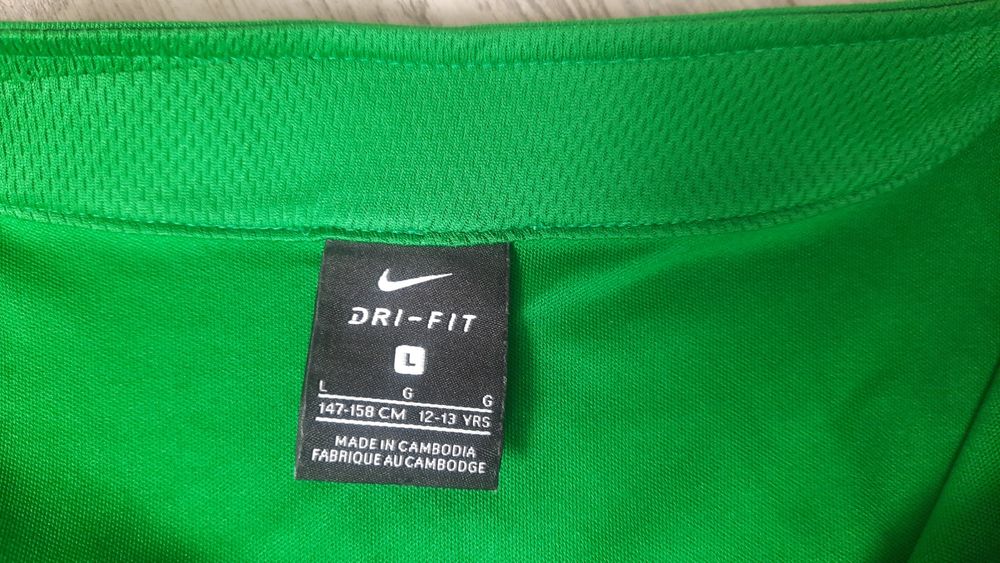 DRI-FIT
L
L G G
147-158 CM 12-13 YRS
MADE IN CAMBODIA
FABRIQUE AU CAMBODGE